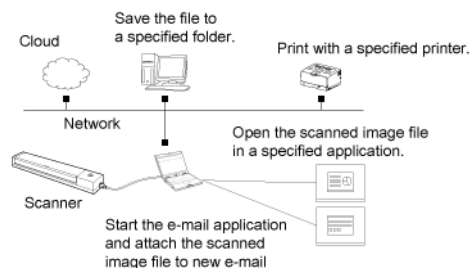 Save the file to
a specified folder.
Cloud
Print with a specified printer.
Network
Open the scanned image file
in a specified application.
Scanner
Start the e-mail application
and attach the scanned
image file to new e-mail